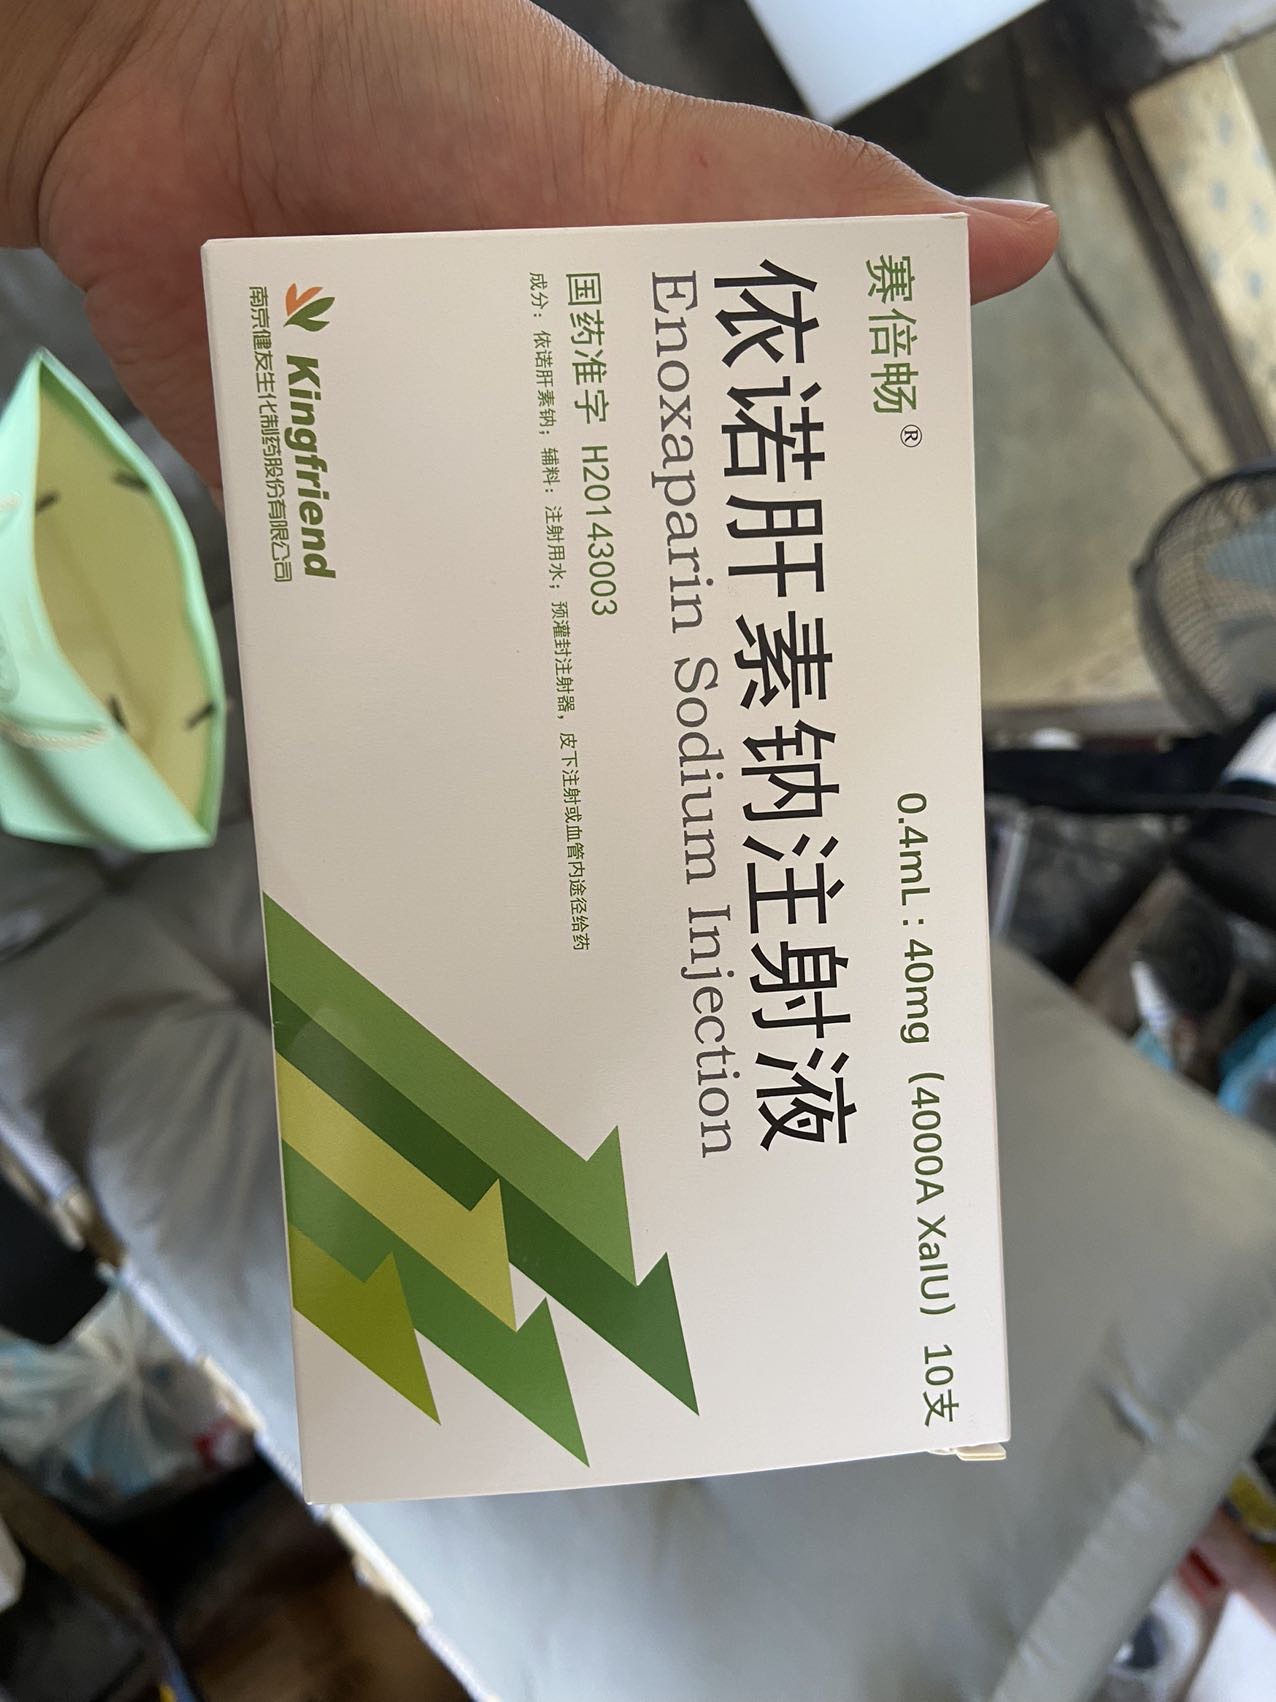 赛倍畅®
0.4mL：40mg（4000A XaIU）10支
依诺肝素钠注射液
Enoxaparin Sodium Injection
国药准字 H20143003
成分：依诺肝素钠；辅料：注射用水；预灌封注射器，皮下注射或血管内途径给药
Kingfriend
南京健友生化制药股份有限公司